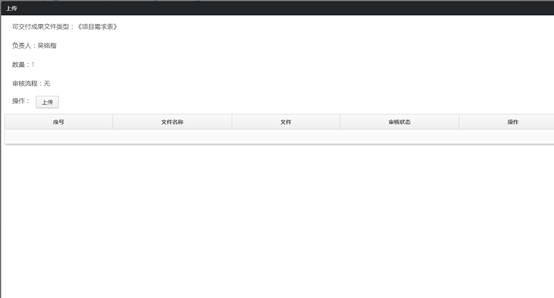 上传
可交付成果文件类型：《项目需求表》
负责人：吴铭楷
数量：1
审核流程：无
操作： 上传
序号 文件名称 文件 审核状态 操作